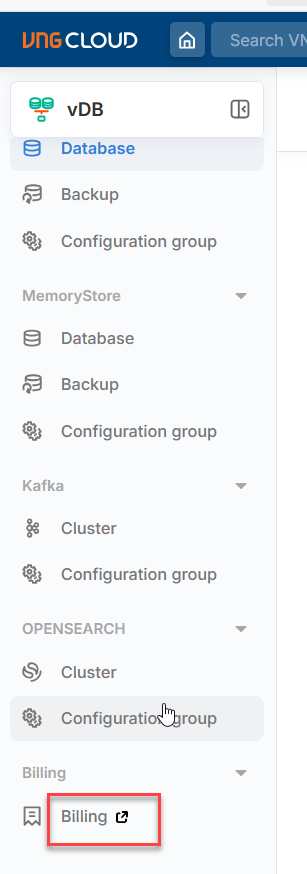 VNG CLOUD
Search VN
vDB
Database
Backup
Configuration group
MemoryStore
Database
Backup
Configuration group
Kafka
Cluster
Configuration group
OPENSEARCH
Cluster
Configuration group
Billing
Billing